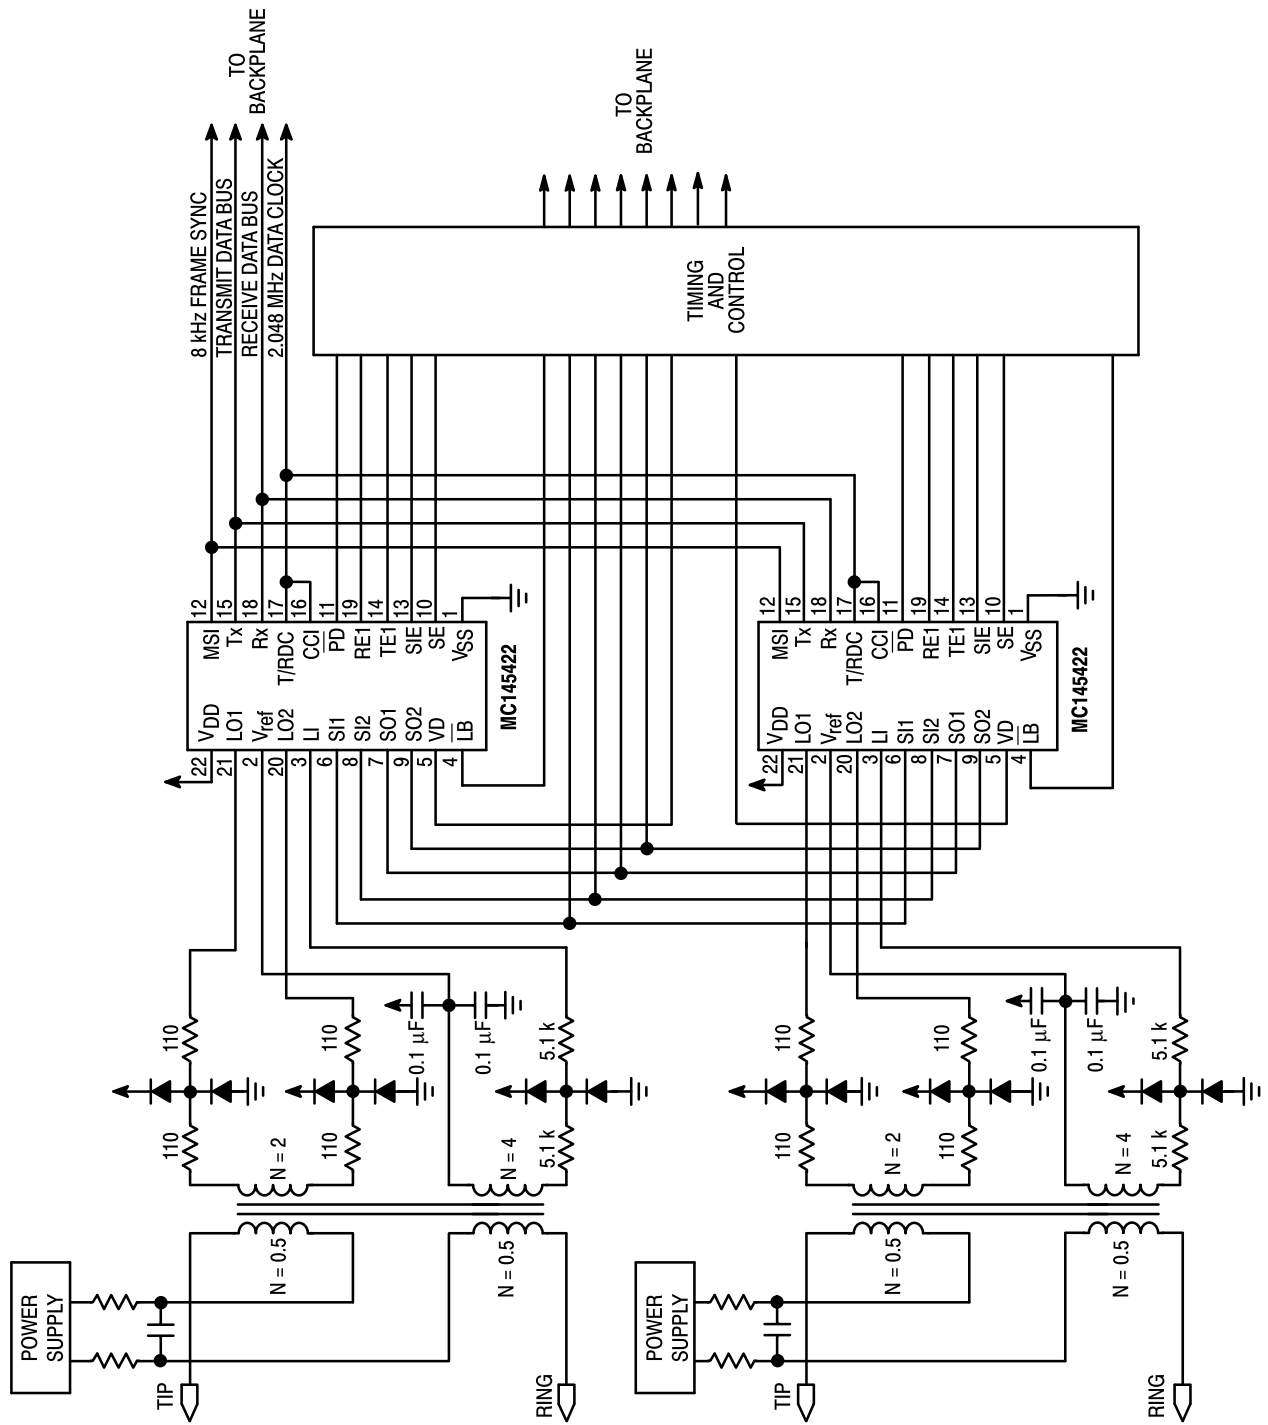 8 kHz FRAME SYNC
TRANSMIT DATA BUS
RECEIVE DATA BUS
2.048 MHz DATA CLOCK
TO
BACKPLANE
TO
BACKPLANE
TIMING
AND
CONTROL
12
15
18
17
16
11
19
14
13
10
1
MSI
Tx
Rx
T/RDC
CCI
PD
RE1
TE1
SIE
SE
VSS
MC145422
VDD
LO1
Vref
LO2
LI
SI1
SI2
SO1
SO2
VD
LB
22
21
2
20
3
6
8
7
9
5
4
12
15
18
17
16
11
19
14
13
10
1
MSI
Tx
Rx
T/RDC
CCI
PD
RE1
TE1
SIE
SE
VSS
MC145422
VDD
LO1
Vref
LO2
LI
SI1
SI2
SO1
SO2
VD
LB
22
21
2
20
3
6
8
7
9
5
4
110
110
0.1 µF
0.1 µF
5.1 k
110
N = 2
110
N = 4
5.1 k
N = 0.5
N = 0.5
POWER
SUPPLY
TIP
RING
110
110
0.1 µF
0.1 µF
5.1 k
110
N = 2
110
N = 4
5.1 k
N = 0.5
N = 0.5
POWER
SUPPLY
TIP
RING